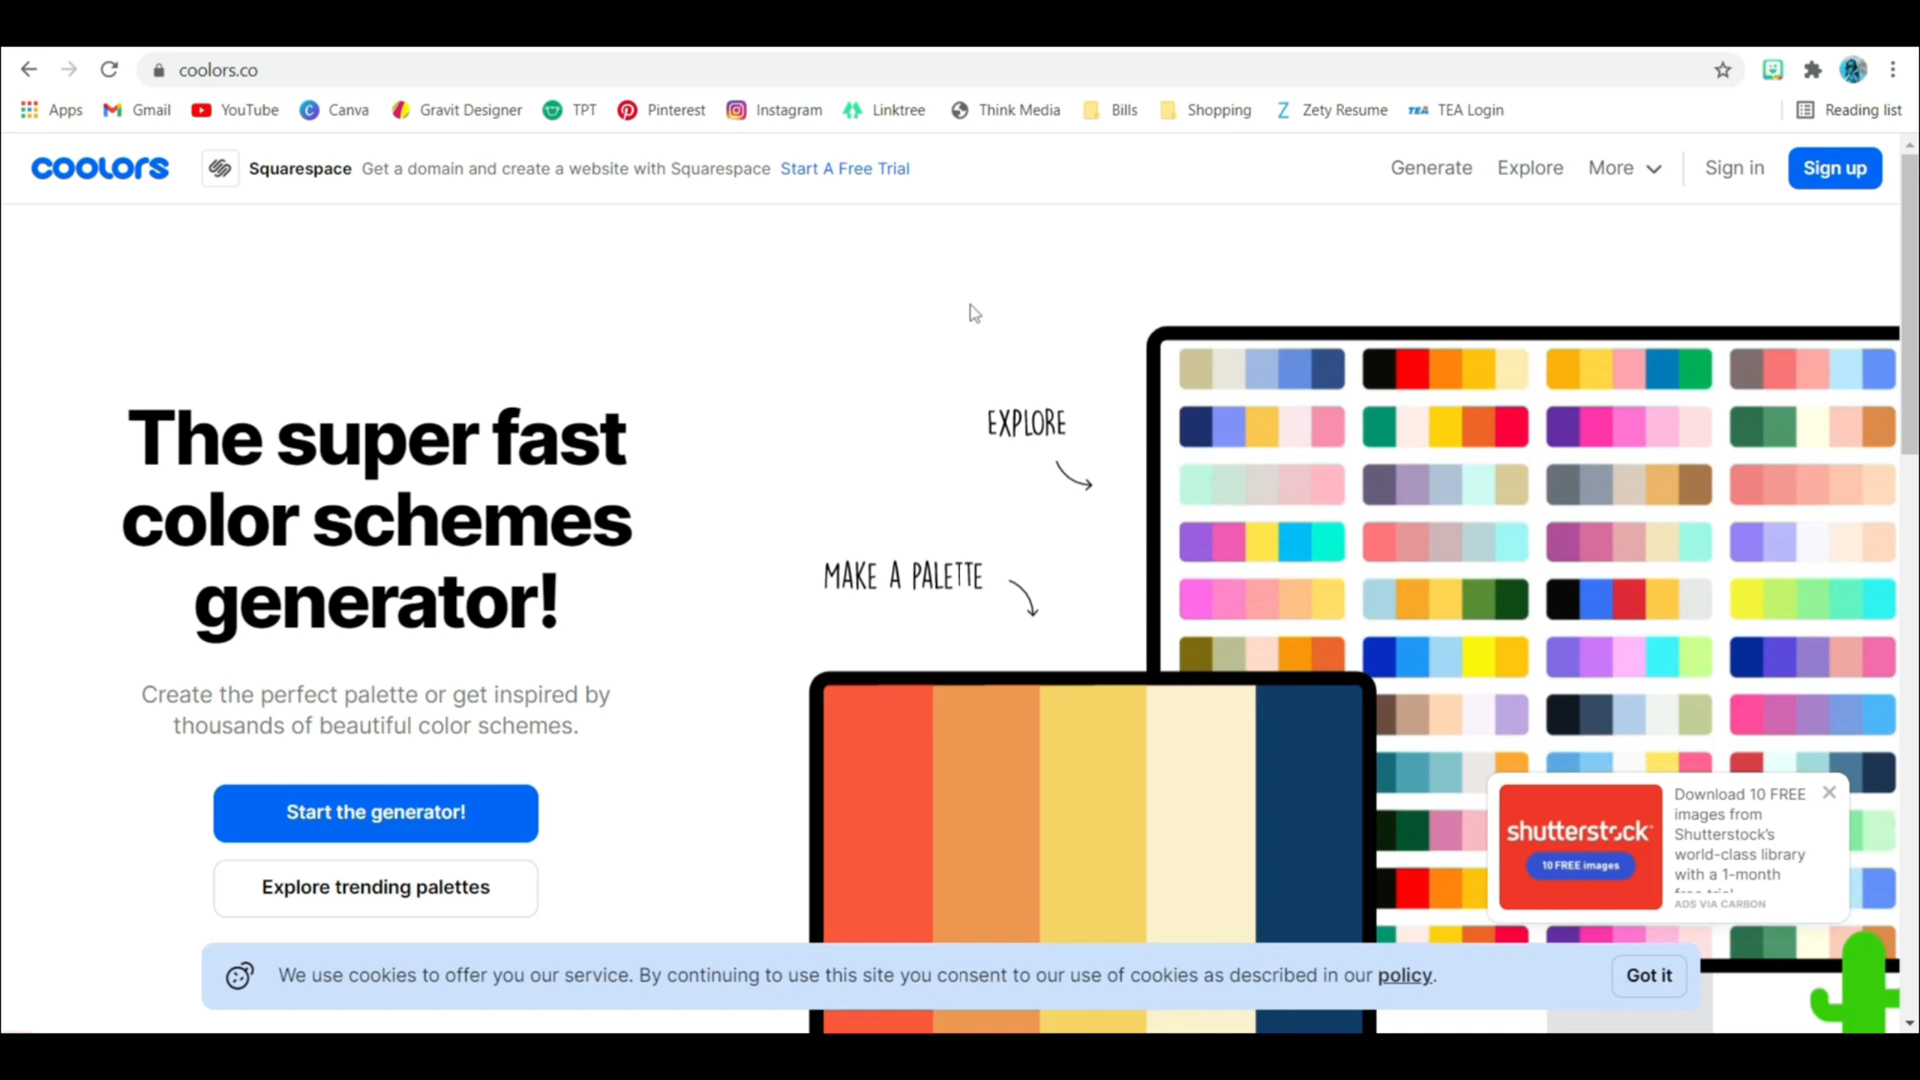 coolors.co
Apps Gmail YouTube Canva Gravit Designer TPT Pinterest Instagram Linktree Think Media Bills Shopping Zety Resume TEA TEA Login Reading list
coolors Squarespace Get a domain and create a website with Squarespace Start A Free Trial Generate Explore More Sign in Sign up
The super fast
color schemes
generator!
Create the perfect palette or get inspired by
thousands of beautiful color schemes.
Start the generator!
Explore trending palettes
EXPLORE
MAKE A PALETTE
shutterstock
10 FREE images
Download 10 FREE
images from
Shutterstock's
world-class library
with a 1-month
free trial
ADS VIA CARBON
We use cookies to offer you our service. By continuing to use this site you consent to our use of cookies as described in our policy.
Got it